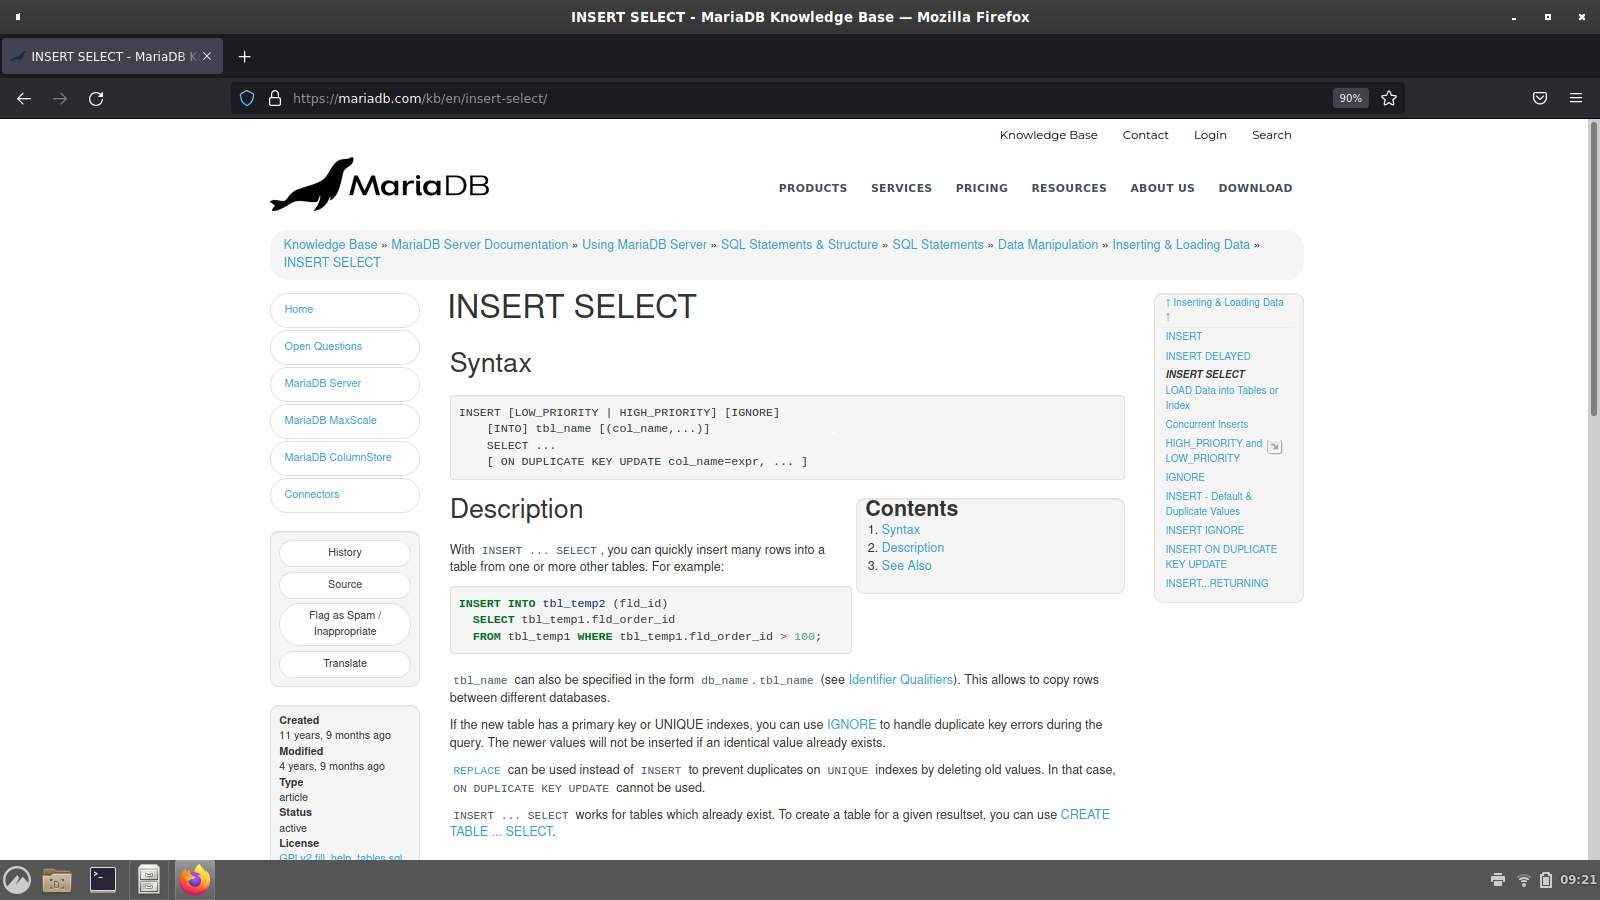 INSERT SELECT - MariaDB Knowledge Base — Mozilla Firefox
INSERT SELECT - MariaDB K
https://mariadb.com/kb/en/insert-select/
90%
Knowledge Base Contact Login Search
MariaDB
PRODUCTS SERVICES PRICING RESOURCES ABOUT US DOWNLOAD
Knowledge Base » MariaDB Server Documentation » Using MariaDB Server » SQL Statements & Structure » SQL Statements » Data Manipulation » Inserting & Loading Data »
INSERT SELECT
Home
Open Questions
MariaDB Server
MariaDB MaxScale
MariaDB ColumnStore
Connectors
History
Source
Flag as Spam /
Inappropriate
Translate
Created
11 years, 9 months ago
Modified
4 years, 9 months ago
Type
article
Status
active
License
GPLv2 fill_help_tables.sql
INSERT SELECT
Syntax
INSERT [LOW_PRIORITY | HIGH_PRIORITY] [IGNORE]
[INTO] tbl_name [(col_name,...)]
SELECT ...
[ ON DUPLICATE KEY UPDATE col_name=expr, ... ]
Description
With INSERT ... SELECT , you can quickly insert many rows into a
table from one or more other tables. For example:
INSERT INTO tbl_temp2 (fld_id)
SELECT tbl_temp1.fld_order_id
FROM tbl_temp1 WHERE tbl_temp1.fld_order_id > 100;
Contents
1. Syntax
2. Description
3. See Also
tbl_name can also be specified in the form db_name . tbl_name (see Identifier Qualifiers). This allows to copy rows
between different databases.
If the new table has a primary key or UNIQUE indexes, you can use IGNORE to handle duplicate key errors during the
query. The newer values will not be inserted if an identical value already exists.
REPLACE can be used instead of INSERT to prevent duplicates on UNIQUE indexes by deleting old values. In that case,
ON DUPLICATE KEY UPDATE cannot be used.
INSERT ... SELECT works for tables which already exist. To create a table for a given resultset, you can use CREATE
TABLE ... SELECT.
↑ Inserting & Loading Data
↑
INSERT
INSERT DELAYED
INSERT SELECT
LOAD Data into Tables or
Index
Concurrent Inserts
HIGH_PRIORITY and
LOW_PRIORITY
IGNORE
INSERT - Default &
Duplicate Values
INSERT IGNORE
INSERT ON DUPLICATE
KEY UPDATE
INSERT...RETURNING
09:21